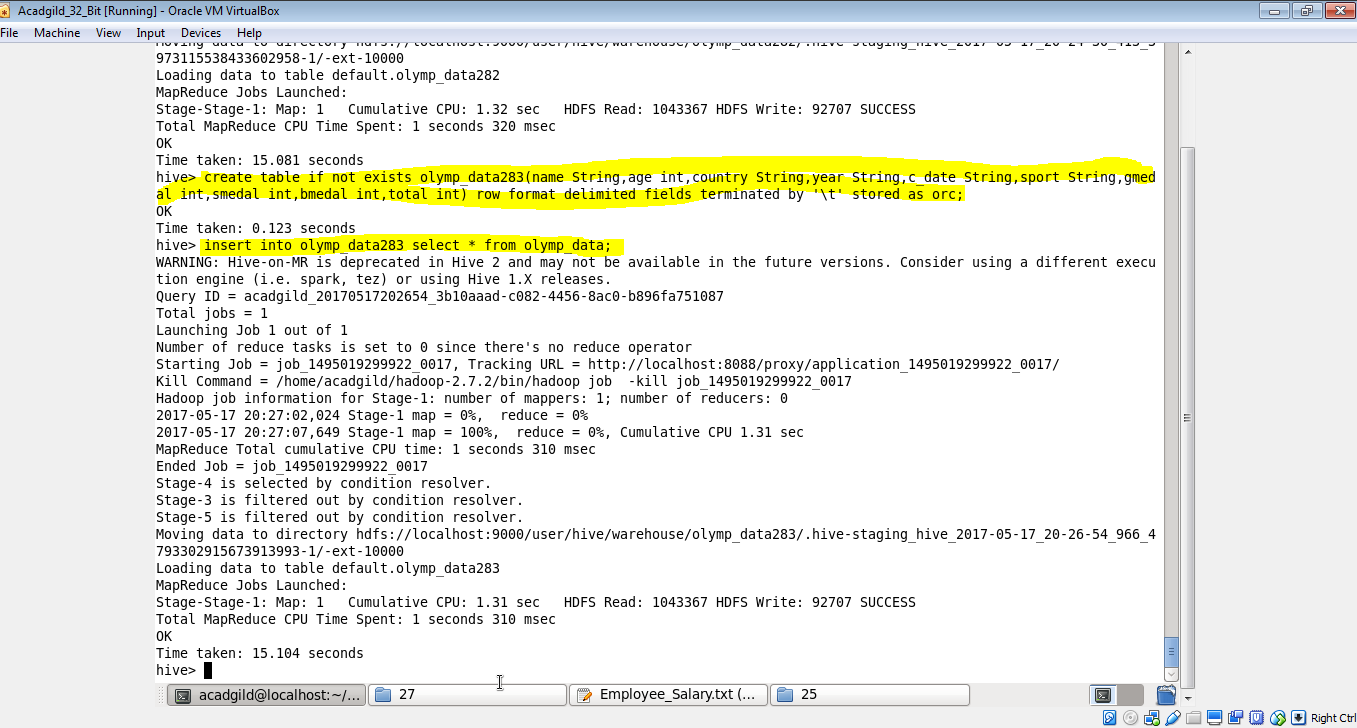 Acadgild_32_Bit [Running] - Oracle VM VirtualBox
File Machine View Input Devices Help
Moving data to directory hdfs://localhost:9000/user/hive/warehouse/olymp_data282/.hive-staging_hive_2017-05-17_20-24-50_413_3
973115538433602958-1/-ext-10000
Loading data to table default.olymp_data282
MapReduce Jobs Launched:
Stage-Stage-1: Map: 1   Cumulative CPU: 1.32 sec   HDFS Read: 1043367 HDFS Write: 92707 SUCCESS
Total MapReduce CPU Time Spent: 1 seconds 320 msec
OK
Time taken: 15.081 seconds
hive> create table if not exists olymp_data283(name String,age int,country String,year String,c_date String,sport String,gmed
al int,smedal int,bmedal int,total int) row format delimited fields terminated by '\t' stored as orc;
OK
Time taken: 0.123 seconds
hive> insert into olymp_data283 select * from olymp_data;
WARNING: Hive-on-MR is deprecated in Hive 2 and may not be available in the future versions. Consider using a different execu
tion engine (i.e. spark, tez) or using Hive 1.X releases.
Query ID = acadgild_20170517202654_3b10aaad-c082-4456-8ac0-b896fa751087
Total jobs = 1
Launching Job 1 out of 1
Number of reduce tasks is set to 0 since there's no reduce operator
Starting Job = job_1495019299922_0017, Tracking URL = http://localhost:8088/proxy/application_1495019299922_0017/
Kill Command = /home/acadgild/hadoop-2.7.2/bin/hadoop job  -kill job_1495019299922_0017
Hadoop job information for Stage-1: number of mappers: 1; number of reducers: 0
2017-05-17 20:27:02,024 Stage-1 map = 0%,  reduce = 0%
2017-05-17 20:27:07,649 Stage-1 map = 100%,  reduce = 0%, Cumulative CPU 1.31 sec
MapReduce Total cumulative CPU time: 1 seconds 310 msec
Ended Job = job_1495019299922_0017
Stage-4 is selected by condition resolver.
Stage-3 is filtered out by condition resolver.
Stage-5 is filtered out by condition resolver.
Moving data to directory hdfs://localhost:9000/user/hive/warehouse/olymp_data283/.hive-staging_hive_2017-05-17_20-26-54_966_4
793302915673913993-1/-ext-10000
Loading data to table default.olymp_data283
MapReduce Jobs Launched:
Stage-Stage-1: Map: 1   Cumulative CPU: 1.31 sec   HDFS Read: 1043367 HDFS Write: 92707 SUCCESS
Total MapReduce CPU Time Spent: 1 seconds 310 msec
OK
Time taken: 15.104 seconds
hive>
acadgild@localhost:~/... 27 Employee_Salary.txt (... 25
Right Ctrl